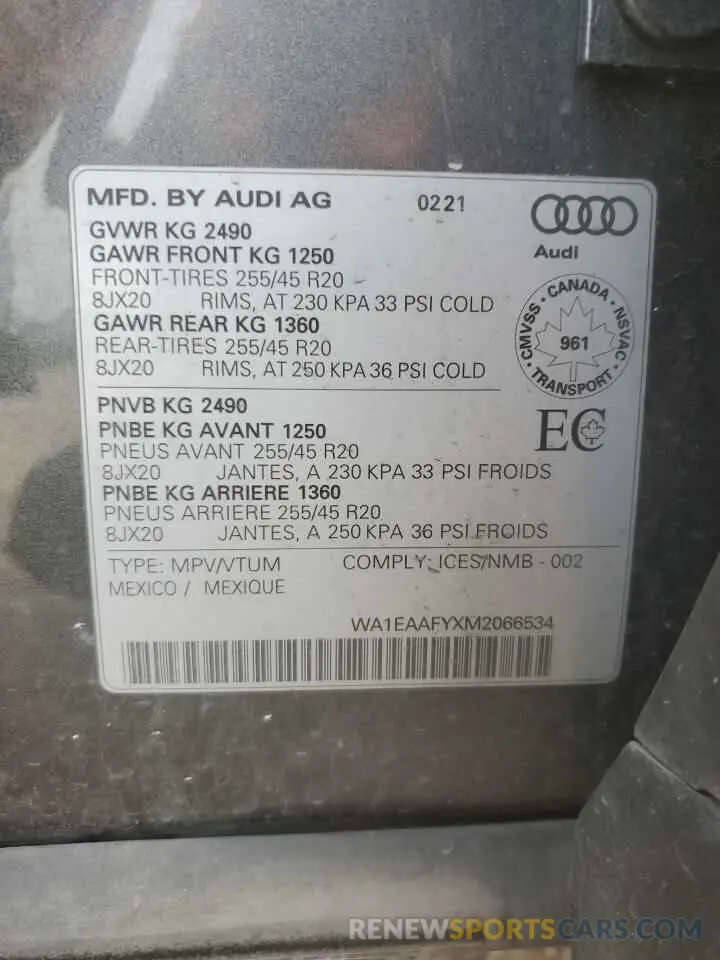 MFD. BY AUDI AG 0221
GVWR KG 2490
GAWR FRONT KG 1250
FRONT-TIRES 255/45 R20
8JX20 RIMS, AT 230 KPA 33 PSI COLD
GAWR REAR KG 1360
REAR-TIRES 255/45 R20
8JX20 RIMS, AT 250 KPA 36 PSI COLD
Audi
CMVSS · CANADA · NSVAC · TRANSPORT ·
961
EC
PNVB KG 2490
PNBE KG AVANT 1250
PNEUS AVANT 255/45 R20
8JX20 JANTES, A 230 KPA 33 PSI FROIDS
PNBE KG ARRIERE 1360
PNEUS ARRIERE 255/45 R20
8JX20 JANTES, A 250 KPA 36 PSI FROIDS
TYPE: MPV/VTUM COMPLY: ICES/NMB - 002
MEXICO / MEXIQUE
WA1EAAFYXM2066534
RENEWSPORTSCARS.COM